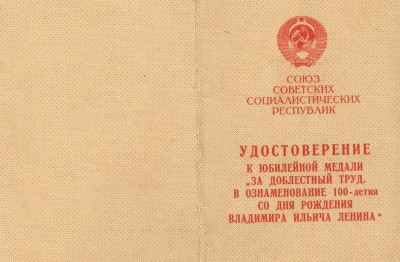 СОЮЗ
СОВЕТСКИХ
СОЦИАЛИСТИЧЕСКИХ
РЕСПУБЛИК
УДОСТОВЕРЕНИЕ
К ЮБИЛЕЙНОЙ МЕДАЛИ
„ЗА ДОБЛЕСТНЫЙ ТРУД.
В ОЗНАМЕНОВАНИЕ 100-летия
СО ДНЯ РОЖДЕНИЯ
ВЛАДИМИРА ИЛЬИЧА ЛЕНИНА"